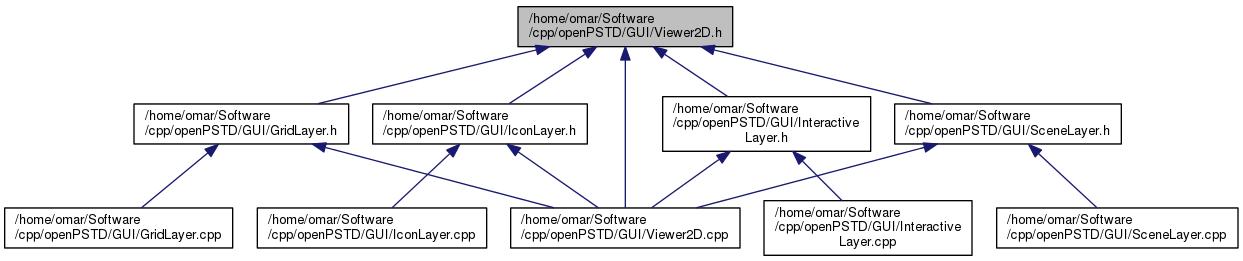 /home/omar/Software
/cpp/openPSTD/GUI/Viewer2D.h
/home/omar/Software
/cpp/openPSTD/GUI/GridLayer.h
/home/omar/Software
/cpp/openPSTD/GUI/IconLayer.h
/home/omar/Software
/cpp/openPSTD/GUI/Interactive
Layer.h
/home/omar/Software
/cpp/openPSTD/GUI/SceneLayer.h
/home/omar/Software
/cpp/openPSTD/GUI/GridLayer.cpp
/home/omar/Software
/cpp/openPSTD/GUI/IconLayer.cpp
/home/omar/Software
/cpp/openPSTD/GUI/Viewer2D.cpp
/home/omar/Software
/cpp/openPSTD/GUI/Interactive
Layer.cpp
/home/omar/Software
/cpp/openPSTD/GUI/SceneLayer.cpp